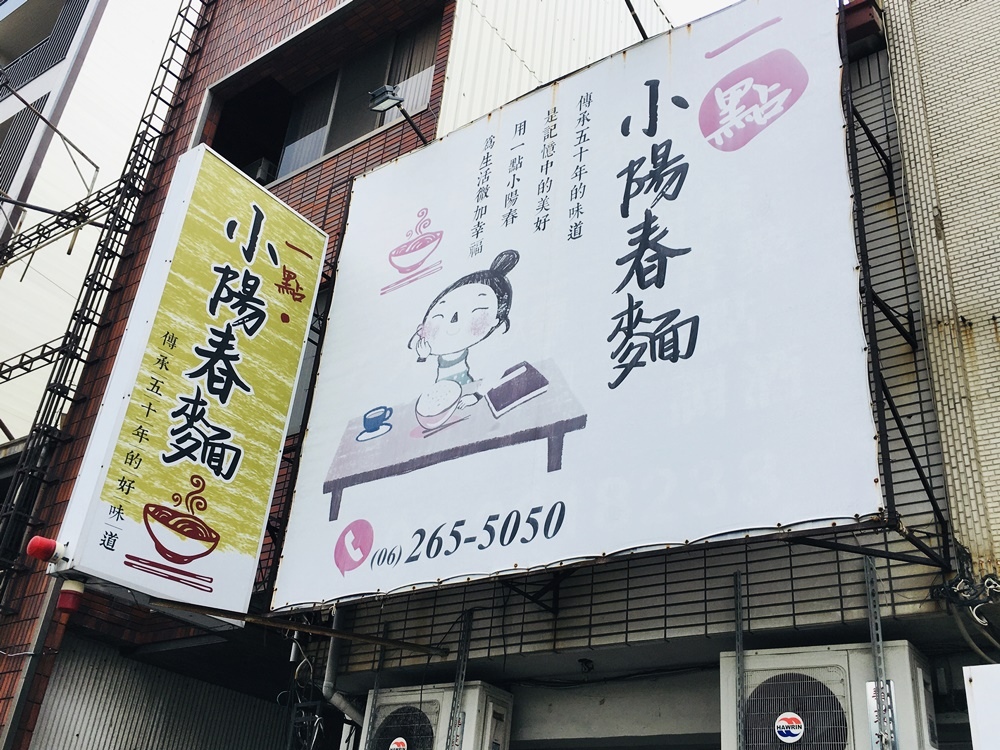 一點
小陽春麵
傳承五十年的好味道
一點
小陽春麵
傳承五十年的味道
是記憶中的美好
用一點小陽春
為生活微加幸福
(06) 265-5050
HAWRIN